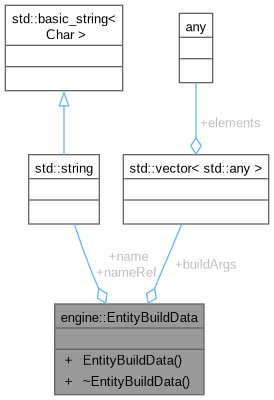 std::basic_string<
Char >
any
+elements
std::string
std::vector< std::any >
+name
+nameRef
+buildArgs
engine::EntityBuildData
+ EntityBuildData()
+ ~EntityBuildData()